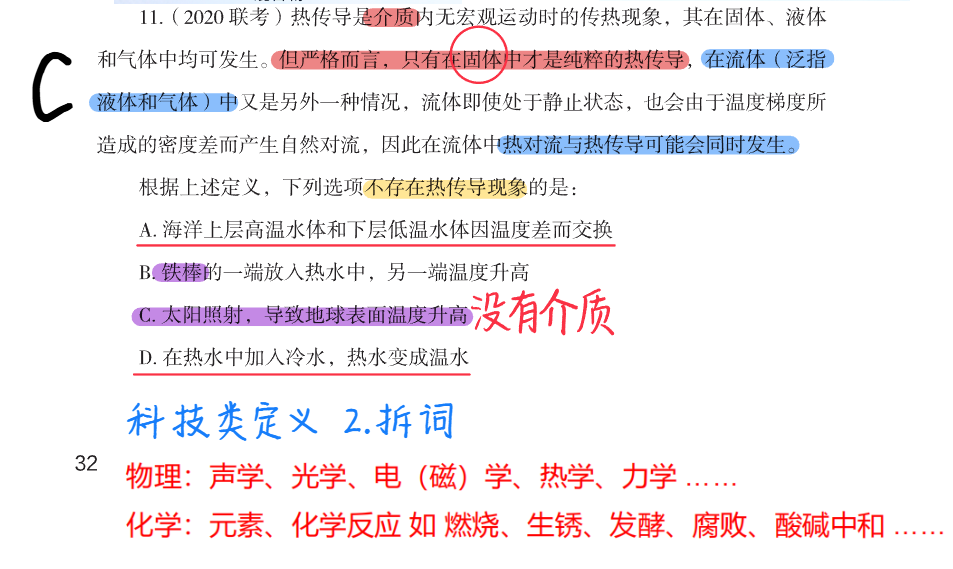 11.（2020 联考）热传导是介质内无宏观运动时的传热现象，其在固体、液体
和气体中均可发生。但严格而言，只有在固体中才是纯粹的热传导，在流体（泛指
液体和气体）中又是另外一种情况，流体即使处于静止状态，也会由于温度梯度所
造成的密度差而产生自然对流，因此在流体中热对流与热传导可能会同时发生。
C
根据上述定义，下列选项不存在热传导现象的是：
A. 海洋上层高温水体和下层低温水体因温度差而交换
B. 铁棒的一端放入热水中，另一端温度升高
C. 太阳照射，导致地球表面温度升高 没有介质
D. 在热水中加入冷水，热水变成温水
科技类定义 2.拆词
32
物理：声学、光学、电（磁）学、热学、力学 ……
化学：元素、化学反应 如 燃烧、生锈、发酵、腐败、酸碱中和 ……